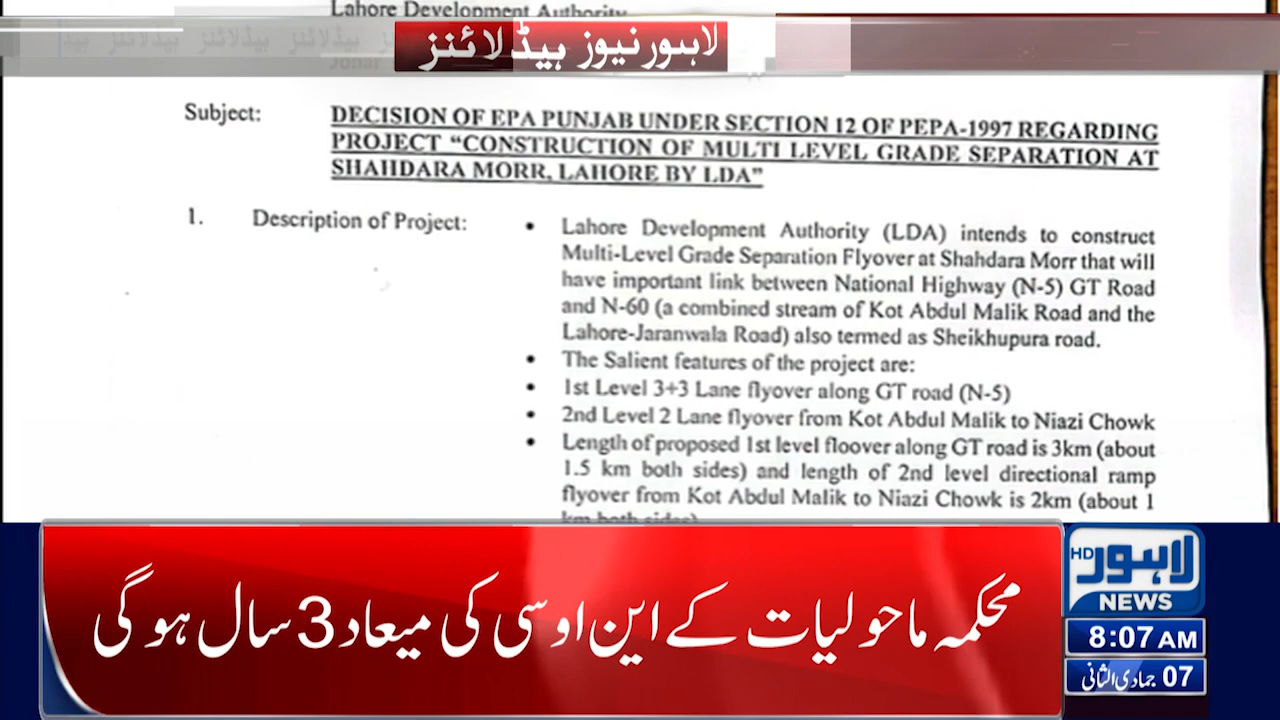 Lahore Development Authority
لاہور نیوز ہیڈ لائنز
Subject: DECISION OF EPA PUNJAB UNDER SECTION 12 OF PEPA-1997 REGARDING
PROJECT “CONSTRUCTION OF MULTI LEVEL GRADE SEPARATION AT
SHAHDARA MORR, LAHORE BY LDA”
1. Description of Project: • Lahore Development Authority (LDA) intends to construct
Multi-Level Grade Separation Flyover at Shahdara Morr that will
have important link between National Highway (N-5) GT Road
and N-60 (a combined stream of Kot Abdul Malik Road and the
Lahore-Jaranwala Road) also termed as Sheikhupura road.
• The Salient features of the project are:
• 1st Level 3+3 Lane flyover along GT road (N-5)
• 2nd Level 2 Lane flyover from Kot Abdul Malik to Niazi Chowk
• Length of proposed 1st level floover along GT road is 3km (about
1.5 km both sides) and length of 2nd level directional ramp
flyover from Kot Abdul Malik to Niazi Chowk is 2km (about 1
km both sides)
محکمہ ماحولیات کے این او سی کی میعاد 3 سال ہو گی
لاہور HD
NEWS
8:07 AM
07 جمادی الثانی